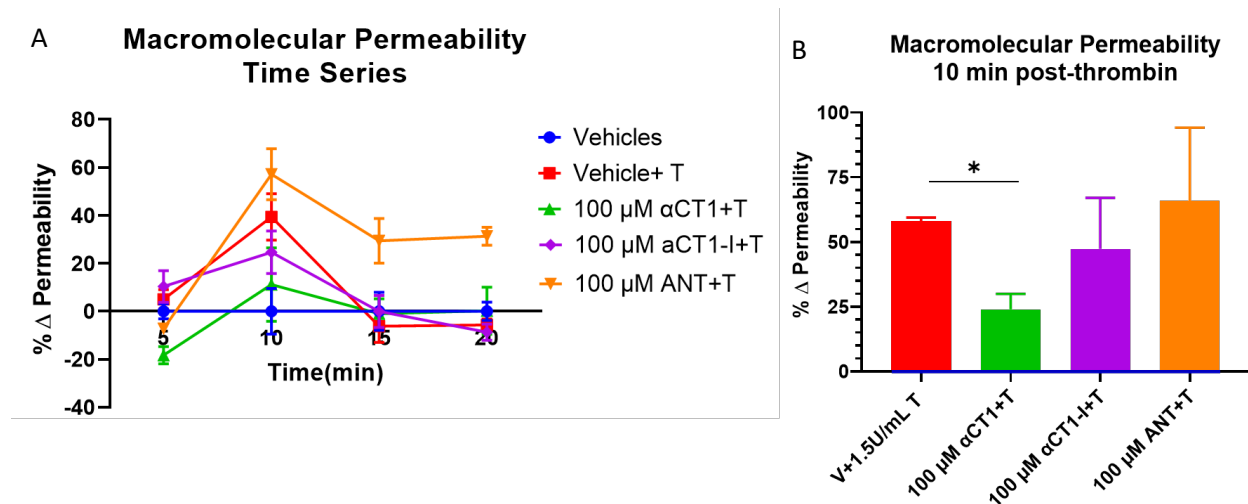 A
Macromolecular Permeability
Time Series
% Δ Permeability
80
60
40
20
0
-20
-40
5
10
15
20
Time(min)
Vehicles
Vehicle+ T
100 µM αCT1+T
100 µM aCT1-I+T
100 µM ANT+T
B
Macromolecular Permeability
10 min post-thrombin
% Δ Permeability
100
75
50
25
0
*
V+1.5U/mL T
100 µM αCT1+T
100 µM αCT1-I+T
100 µM ANT+T